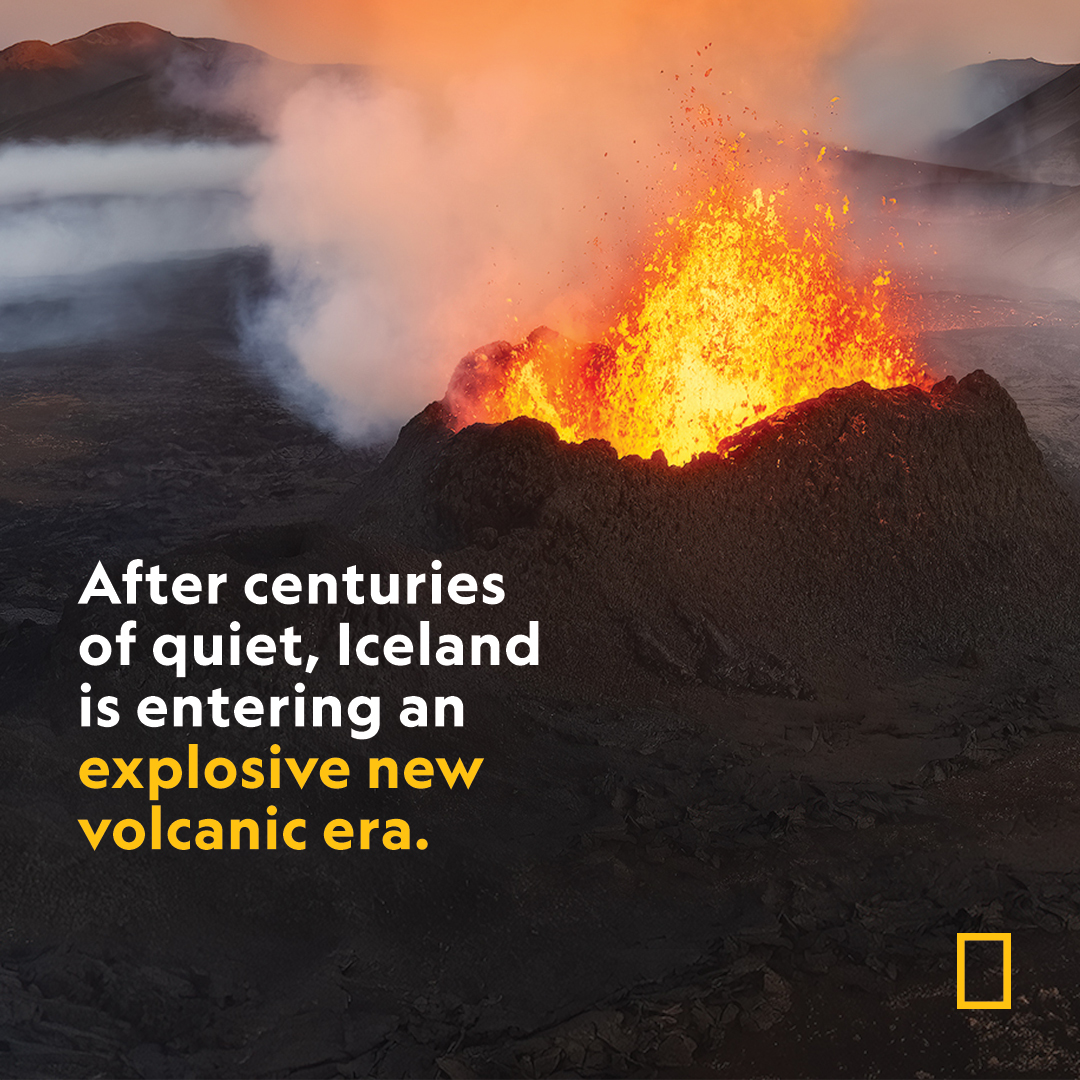 After centuries
of quiet, Iceland
is entering an
explosive new
volcanic era.